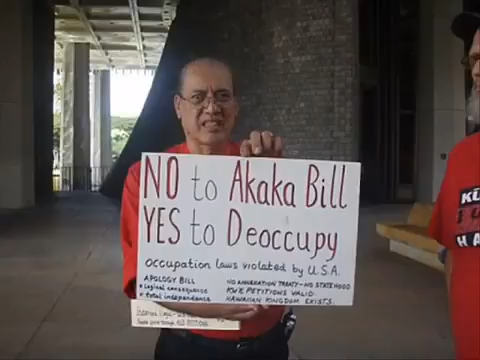 NO to Akaka Bill
YES to Deoccupy
occupation laws violated by U.S.A.
APOLOGY BILL
• Logical consequence
• total independence
NO ANNEXATION TREATY-NO STATEHOOD
KU'E PETITIONS VALID
HAWAIIAN KINGDOM EXISTS.